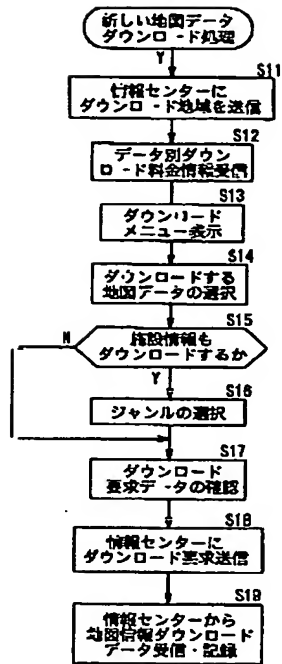 新しい地図データ
ダウンロード処理
Y
S11
情報センターに
ダウンロード地域を送信
S12
データ別ダウン
ロード料金情報受信
S13
ダウンロード
メニュー表示
S14
ダウンロードする
地図データの選択
S15
施設情報も
ダウンロードするか
N
Y
S16
ジャンルの選択
S17
ダウンロード
要求データの確認
S18
情報センターに
ダウンロード要求送信
S19
情報センターから
地図情報ダウンロード
データ受信・記録